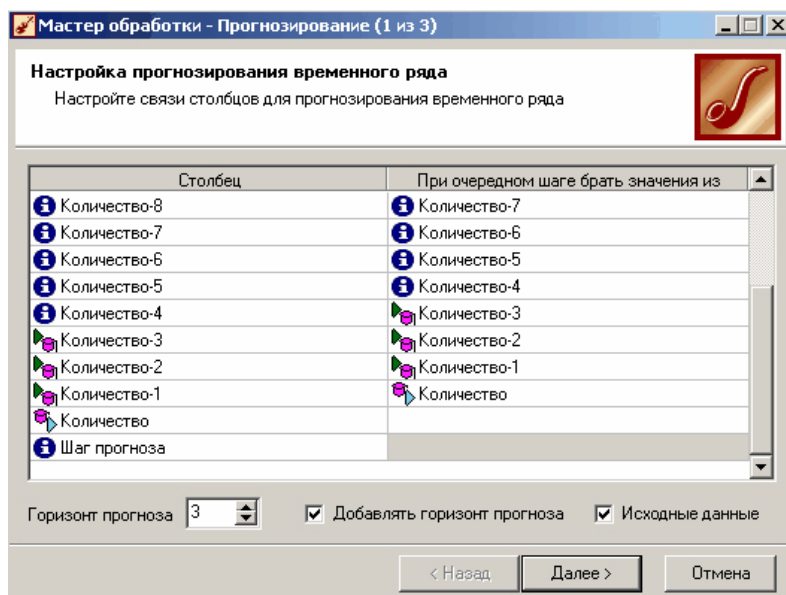 Мастер обработки - Прогнозирование (1 из 3)
Настройка прогнозирования временного ряда
Настройте связи столбцов для прогнозирования временного ряда
Столбец При очередном шаге брать значения из
Количество-8 Количество-7
Количество-7 Количество-6
Количество-6 Количество-5
Количество-5 Количество-4
Количество-4 Количество-3
Количество-3 Количество-2
Количество-2 Количество-1
Количество-1 Количество
Количество
Шаг прогноза
Горизонт прогноза 3 Добавлять горизонт прогноза Исходные данные
< Назад Далее > Отмена